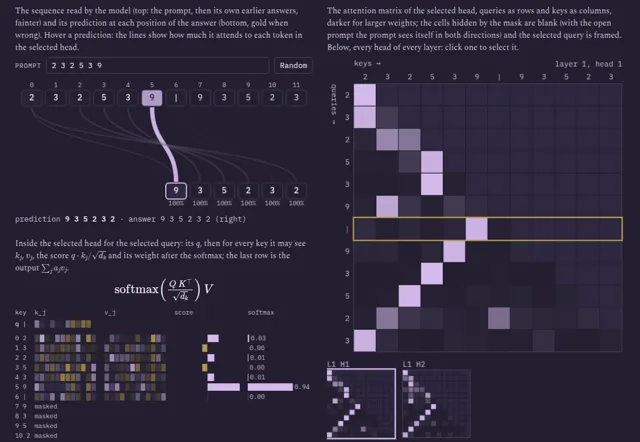 The sequence read by the model (top: the prompt, then its own earlier answers,
fainter) and its prediction at each position of the answer (bottom, gold when
wrong). Hover a prediction: the lines show how much it attends to each token in
the selected head.
PROMPT 2 3 2 5 3 9 Random
0 1 2 3 4 5 6 7 8 9 10 11
2 3 2 5 3 9 | 9 3 5 2 3
9 3 5 2 3 2
100% 100% 100% 100% 100% 100%
prediction 9 3 5 2 3 2 · answer 9 3 5 2 3 2 (right)
Inside the selected head for the selected query: its q, then for every key it may see
k_j, v_j, the score q · k_j/√d_k and its weight after the softmax; the last row is the
output ∑_j a_j v_j.
softmax(Q K^⊤ / √d_k) V
key k_j v_j score softmax
q |
0 2 0.03
1 3 0.00
2 2 0.01
3 5 0.00
4 3 0.01
5 9 0.94
6 | 0.00
7 9 masked
8 3 masked
9 5 masked
10 2 masked
The attention matrix of the selected head, queries as rows and keys as columns,
darker for larger weights; the cells hidden by the mask are blank (with the open
prompt the prompt sees itself in both directions) and the selected query is framed.
Below, every head of every layer: click one to select it.
keys → layer 1, head 1
2 3 2 5 3 9 | 9 3 5 2 3
queries →
2
3
2
5
3
9
|
9
3
5
2
3
L1 H1 L1 H2